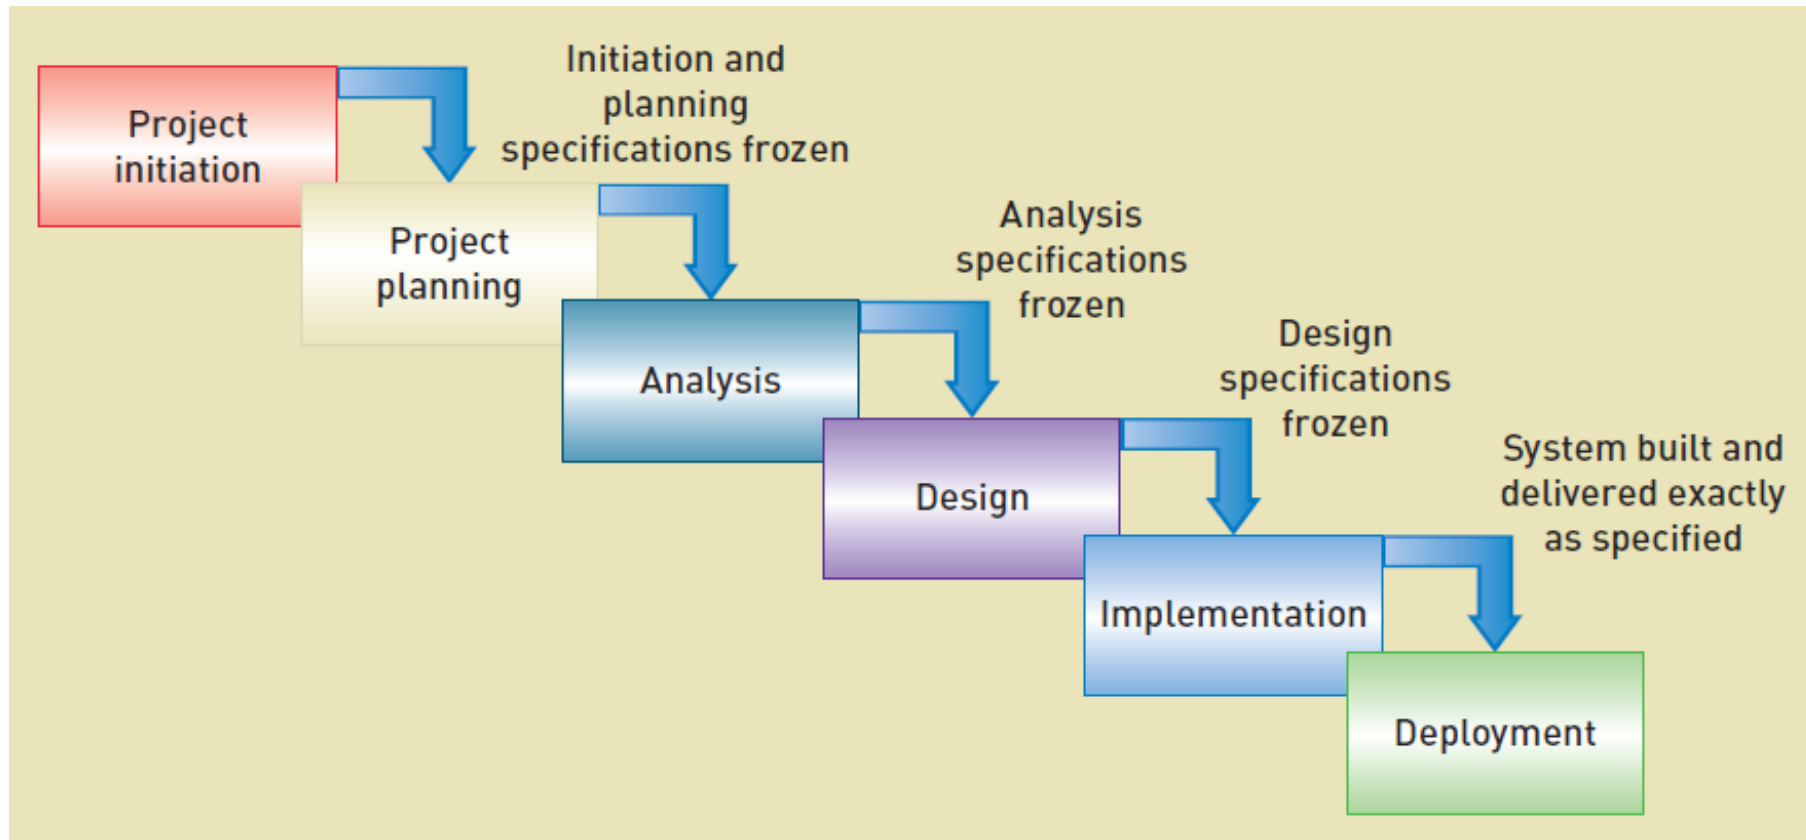 Project
initiation
Initiation and
planning
specifications frozen
Project
planning
Analysis
specifications
frozen
Analysis
Design
specifications
frozen
Design
System built and
delivered exactly
as specified
Implementation
Deployment